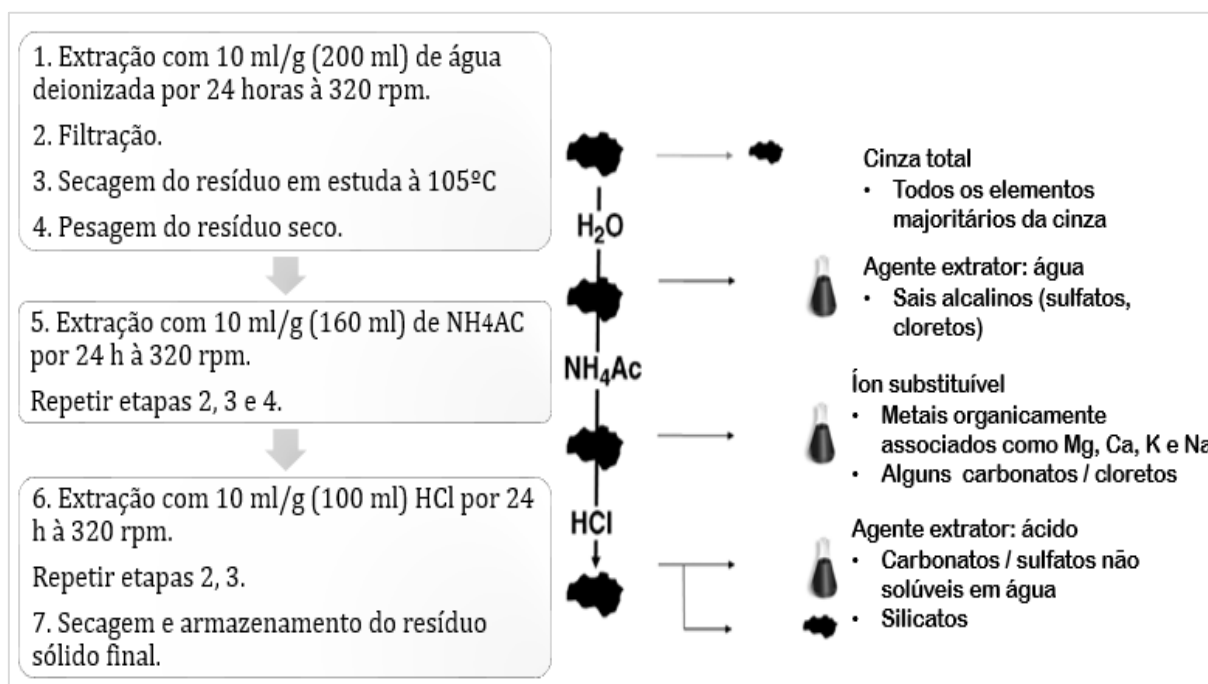 1. Extração com 10 ml/g (200 ml) de água
deionizada por 24 horas à 320 rpm.
2. Filtração.
3. Secagem do resíduo em estuda à 105ºC
4. Pesagem do resíduo seco.
5. Extração com 10 ml/g (160 ml) de NH4AC
por 24 h à 320 rpm.
Repetir etapas 2, 3 e 4.
6. Extração com 10 ml/g (100 ml) HCl por 24
h à 320 rpm.
Repetir etapas 2, 3.
7. Secagem e armazenamento do resíduo
sólido final.
H₂O
NH₄Ac
HCl
Cinza total
• Todos os elementos
majoritários da cinza
Agente extrator: água
• Sais alcalinos (sulfatos,
cloretos)
Íon substituível
• Metais organicamente
associados como Mg, Ca, K e Na
• Alguns carbonatos / cloretos
Agente extrator: ácido
• Carbonatos / sulfatos não
solúveis em água
• Silicatos